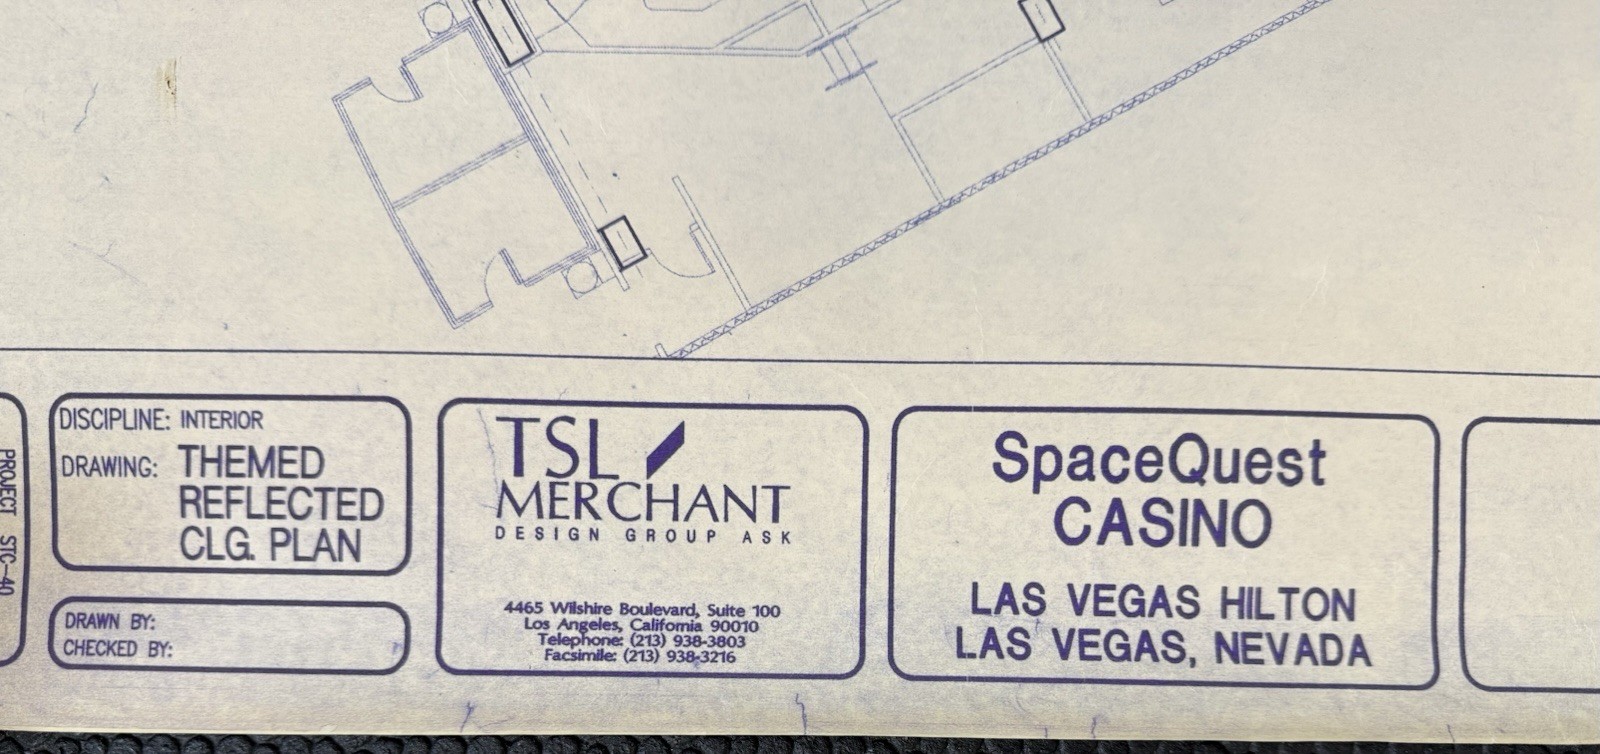 PROJECT STC-40
DISCIPLINE: INTERIOR
DRAWING: THEMED
REFLECTED
CLG. PLAN
DRAWN BY:
CHECKED BY:
TSL
MERCHANT
DESIGN GROUP ASK
4465 Wilshire Boulevard, Suite 100
Los Angeles, California 90010
Telephone: (213) 938-3803
Facsimile: (213) 938-3216
SpaceQuest
CASINO
LAS VEGAS HILTON
LAS VEGAS, NEVADA